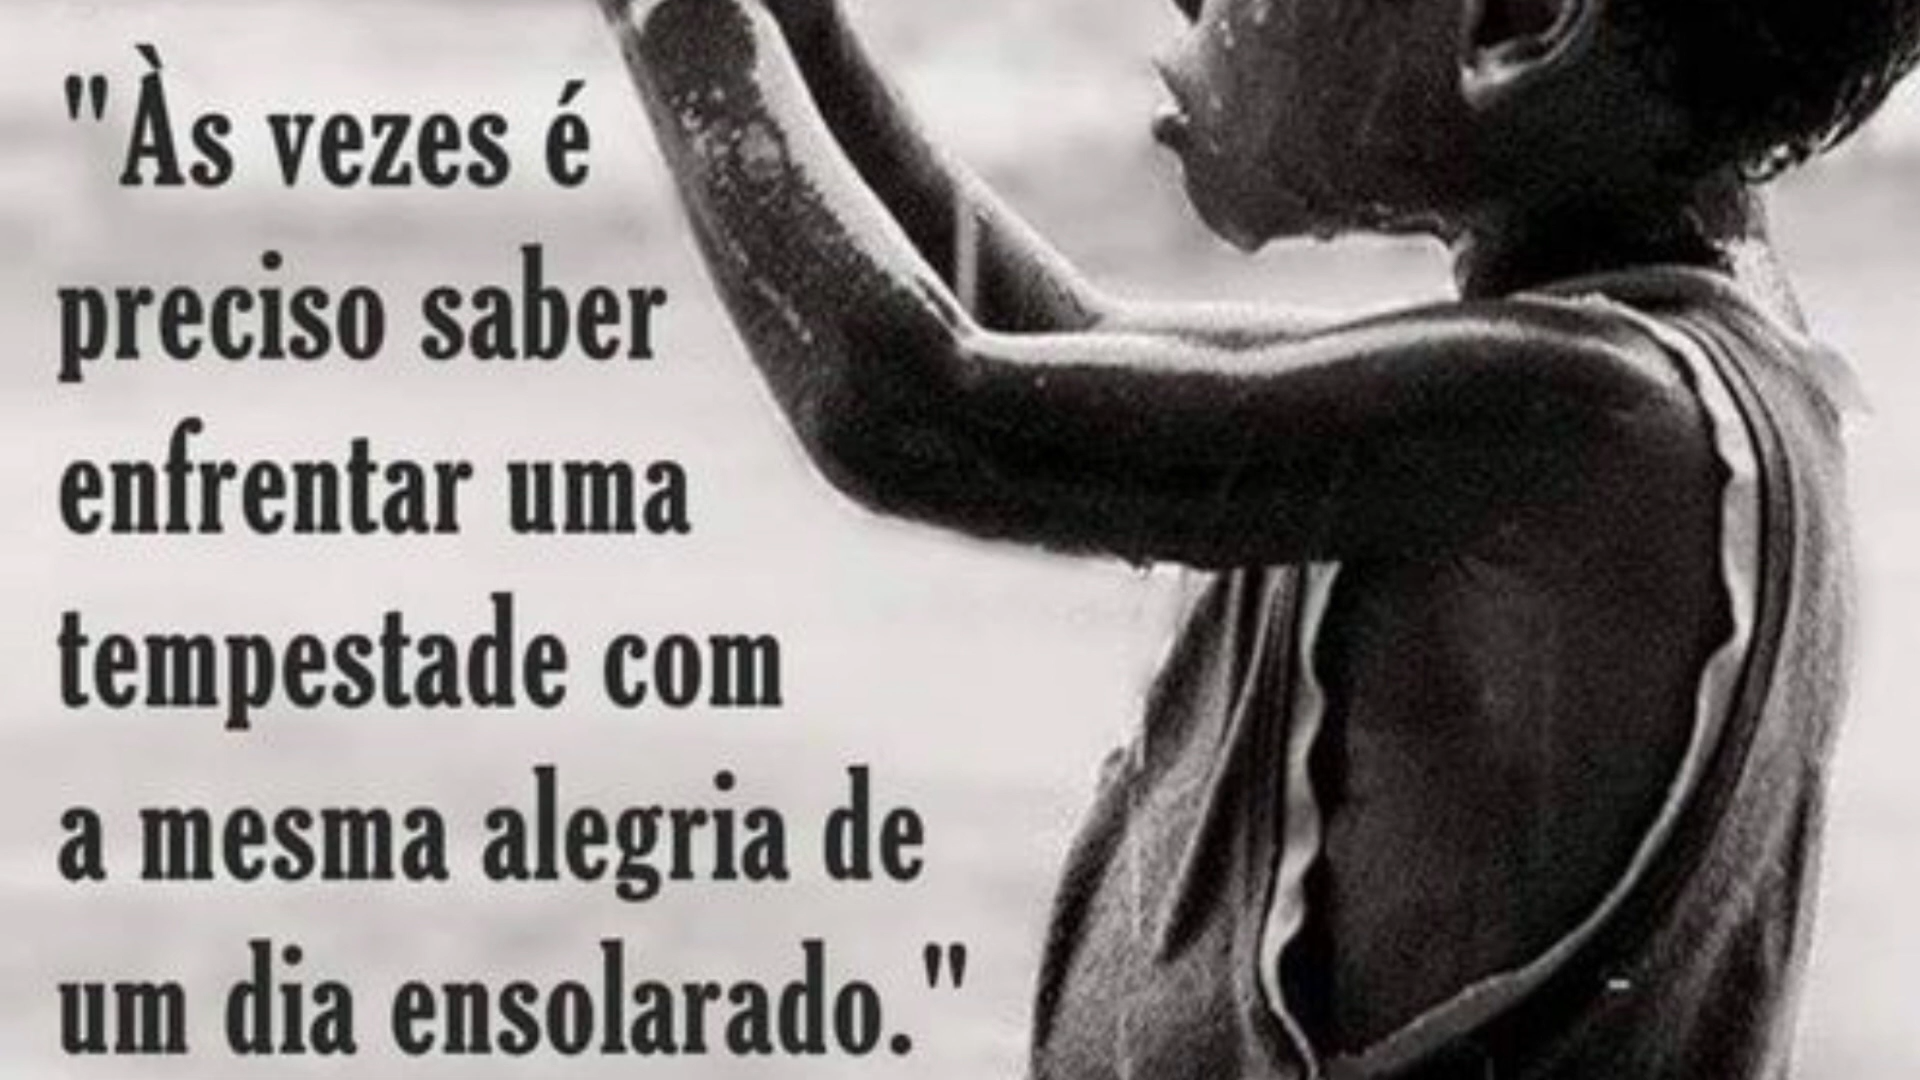 "Às vezes é
preciso saber
enfrentar uma
tempestade com
a mesma alegria de
um dia ensolarado."